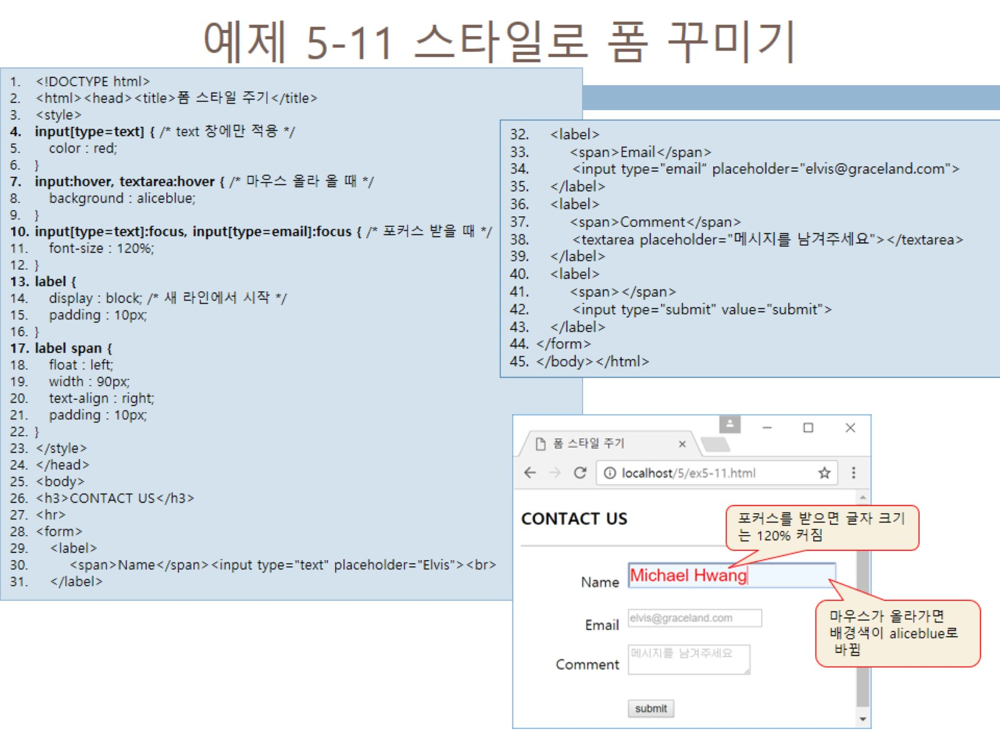 예제 5-11 스타일로 폼 꾸미기
1. <!DOCTYPE html>
2. <html><head><title>폼 스타일 주기</title>
3. <style>
4. input[type=text] { /* text 창에만 적용 */
5. color : red;
6. }
7. input:hover, textarea:hover { /* 마우스 올라 올 때 */
8. background : aliceblue;
9. }
10. input[type=text]:focus, input[type=email]:focus { /* 포커스 받을 때 */
11. font-size : 120%;
12. }
13. label {
14. display : block; /* 새 라인에서 시작 */
15. padding : 10px;
16. }
17. label span {
18. float : left;
19. width : 90px;
20. text-align : right;
21. padding : 10px;
22. }
23. </style>
24. </head>
25. <body>
26. <h3>CONTACT US</h3>
27. <hr>
28. <form>
29. <label>
30. <span>Name</span><input type="text" placeholder="Elvis"><br>
31. </label>
32. <label>
33. <span>Email</span>
34. <input type="email" placeholder="elvis@graceland.com">
35. </label>
36. <label>
37. <span>Comment</span>
38. <textarea placeholder="메시지를 남겨주세요"></textarea>
39. </label>
40. <label>
41. <span></span>
42. <input type="submit" value="submit">
43. </label>
44. </form>
45. </body></html>
폼 스타일 주기
localhost/5/ex5-11.html
CONTACT US
포커스를 받으면 글자 크기
는 120% 커짐
Name Michael Hwang
마우스가 올라가면
배경색이 aliceblue로
바뀜
Email elvis@graceland.com
Comment 메시지를 남겨주세요
submit